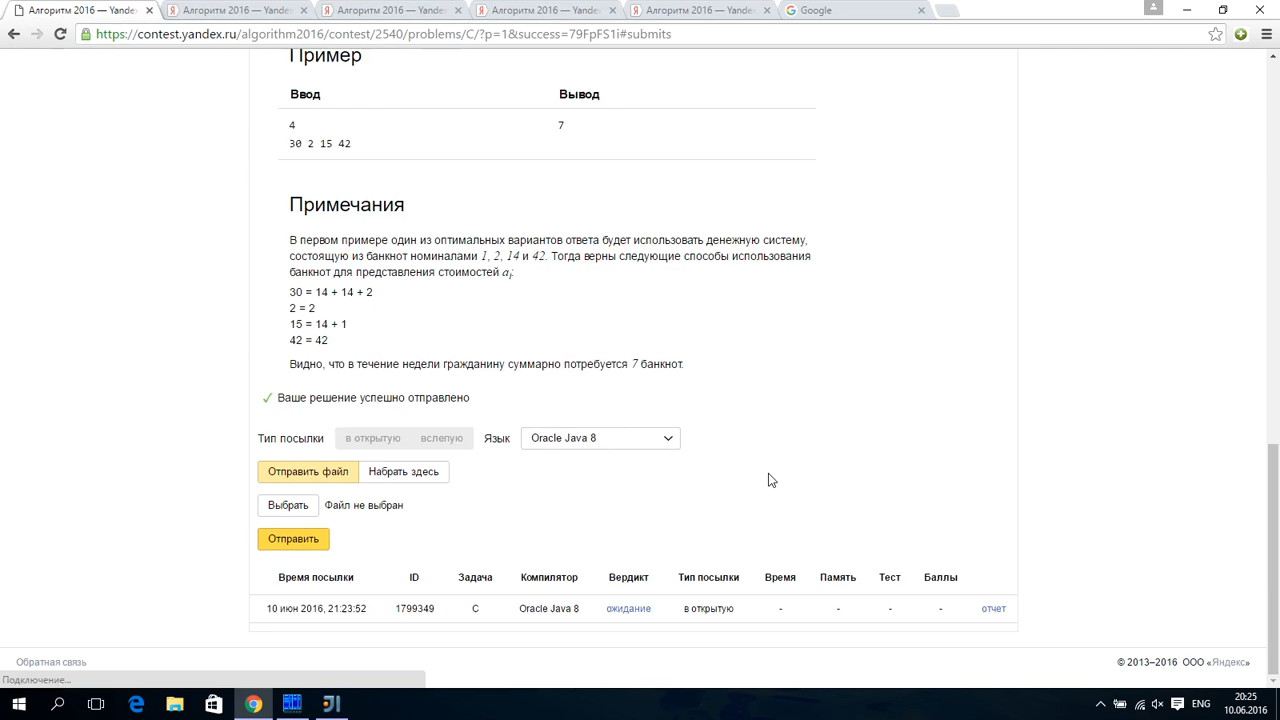 Алгоритм 2016 — Yandex
Алгоритм 2016 — Yandex
Алгоритм 2016 — Yandex
Алгоритм 2016 — Yandex
Алгоритм 2016 — Yandex
Google
https://contest.yandex.ru/algorithm2016/contest/2540/problems/C/?p=1&success=79FpFS1i#submits
Пример
Ввод Вывод
4 7
30 2 15 42
Примечания
В первом примере один из оптимальных вариантов ответа будет использовать денежную систему,
состоящую из банкнот номиналами 1, 2, 14 и 42. Тогда верны следующие способы использования
банкнот для представления стоимостей ai:
30 = 14 + 14 + 2
2 = 2
15 = 14 + 1
42 = 42
Видно, что в течение недели гражданину суммарно потребуется 7 банкнот.
✓ Ваше решение успешно отправлено
Тип посылки в открытую вслепую Язык Oracle Java 8
Отправить файл Набрать здесь
Выбрать Файл не выбран
Отправить
Время посылки ID Задача Компилятор Вердикт Тип посылки Время Память Тест Баллы
10 июн 2016, 21:23:52 1799349 C Oracle Java 8 ожидание в открытую - - - - отчет
Обратная связь © 2013–2016 ООО «Яндекс»
Подключение...
ENG
20:25
10.06.2016